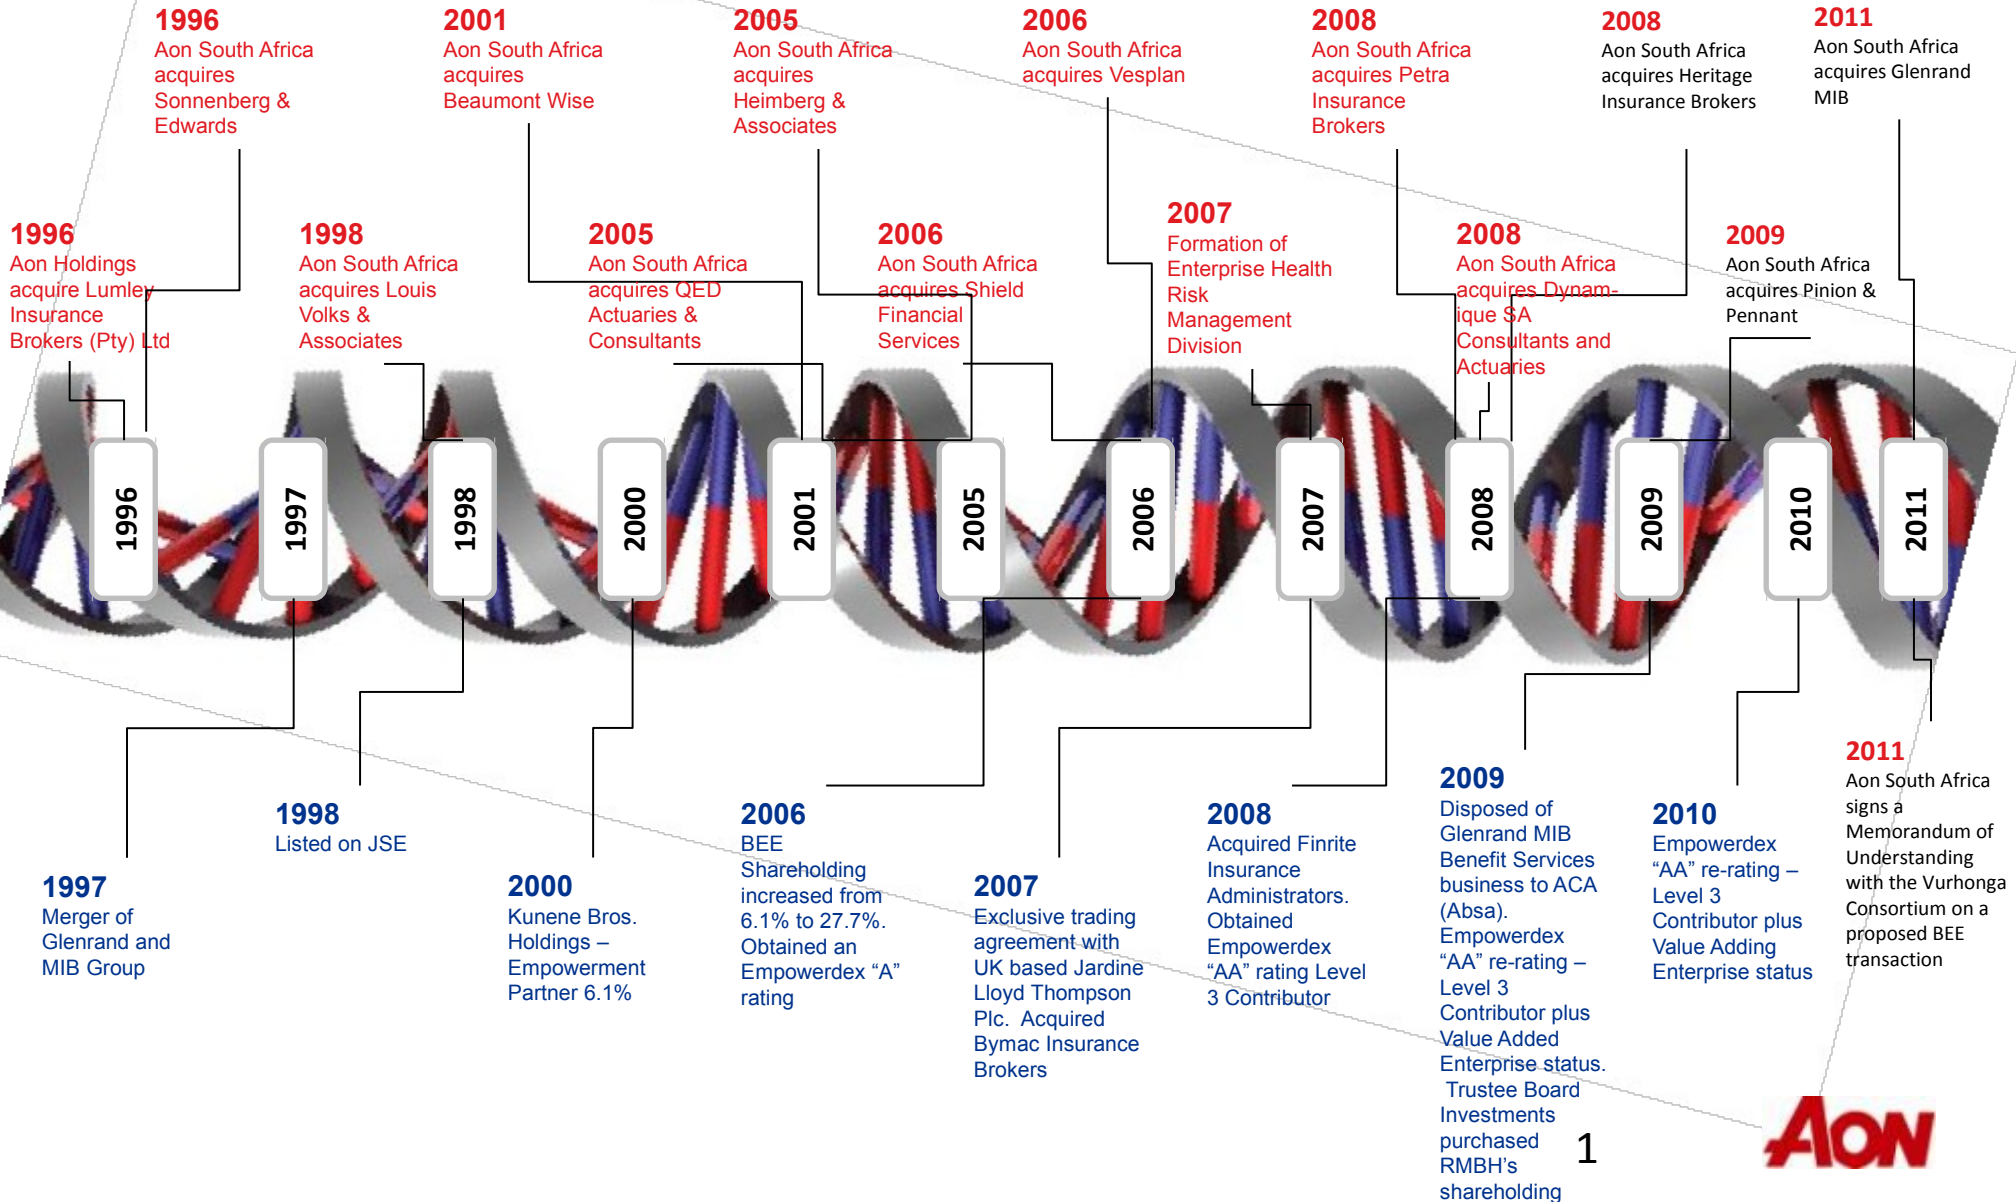 1996
Aon South Africa
acquires
Sonnenberg &
Edwards
2001
Aon South Africa
acquires
Beaumont Wise
2005
Aon South Africa
acquires
Heimberg &
Associates
2006
Aon South Africa
acquires Vesplan
2008
Aon South Africa
acquires Petra
Insurance
Brokers
2008
Aon South Africa
acquires Heritage
Insurance Brokers
2011
Aon South Africa
acquires Glenrand
MIB
1996
Aon Holdings
acquire Lumley
Insurance
Brokers (Pty) Ltd
1998
Aon South Africa
acquires Louis
Volks &
Associates
2005
Aon South Africa
acquires QED
Actuaries &
Consultants
2006
Aon South Africa
acquires Shield
Financial
Services
2007
Formation of
Enterprise Health
Risk
Management
Division
2008
Aon South Africa
acquires Dynam-
ique SA
Consultants and
Actuaries
2009
Aon South Africa
acquires Pinion &
Pennant
1996
1997
1998
2000
2001
2005
2006
2007
2008
2009
2010
2011
1997
Merger of
Glenrand and
MIB Group
1998
Listed on JSE
2000
Kunene Bros.
Holdings –
Empowerment
Partner 6.1%
2006
BEE
Shareholding
increased from
6.1% to 27.7%.
Obtained an
Empowerdex “A”
rating
2007
Exclusive trading
agreement with
UK based Jardine
Lloyd Thompson
Plc.  Acquired
Bymac Insurance
Brokers
2008
Acquired Finrite
Insurance
Administrators.
Obtained
Empowerdex
“AA” rating Level
3 Contributor
2009
Disposed of
Glenrand MIB
Benefit Services
business to ACA
(Absa).
Empowerdex
“AA” re-rating –
Level 3
Contributor plus
Value Added
Enterprise status.
Trustee Board
Investments
purchased
RMBH’s
shareholding
2010
Empowerdex
“AA” re-rating –
Level 3
Contributor plus
Value Adding
Enterprise status
2011
Aon South Africa
signs a
Memorandum of
Understanding
with the Vurhonga
Consortium on a
proposed BEE
transaction
1
AON